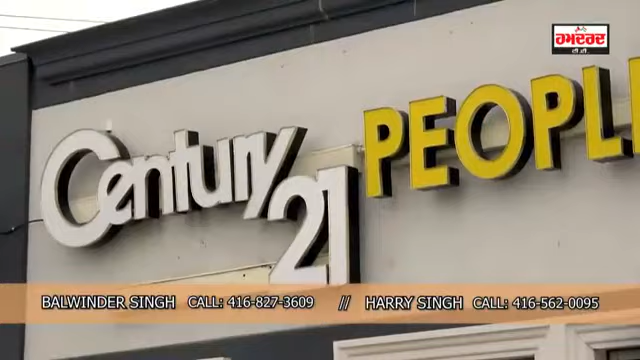 ਹਮਦਰਦ
ਟੀ.ਵੀ.
Century 21 PEOPL
BALWINDER SINGH CALL: 416-827-3609 // HARRY SINGH CALL: 416-562-0095